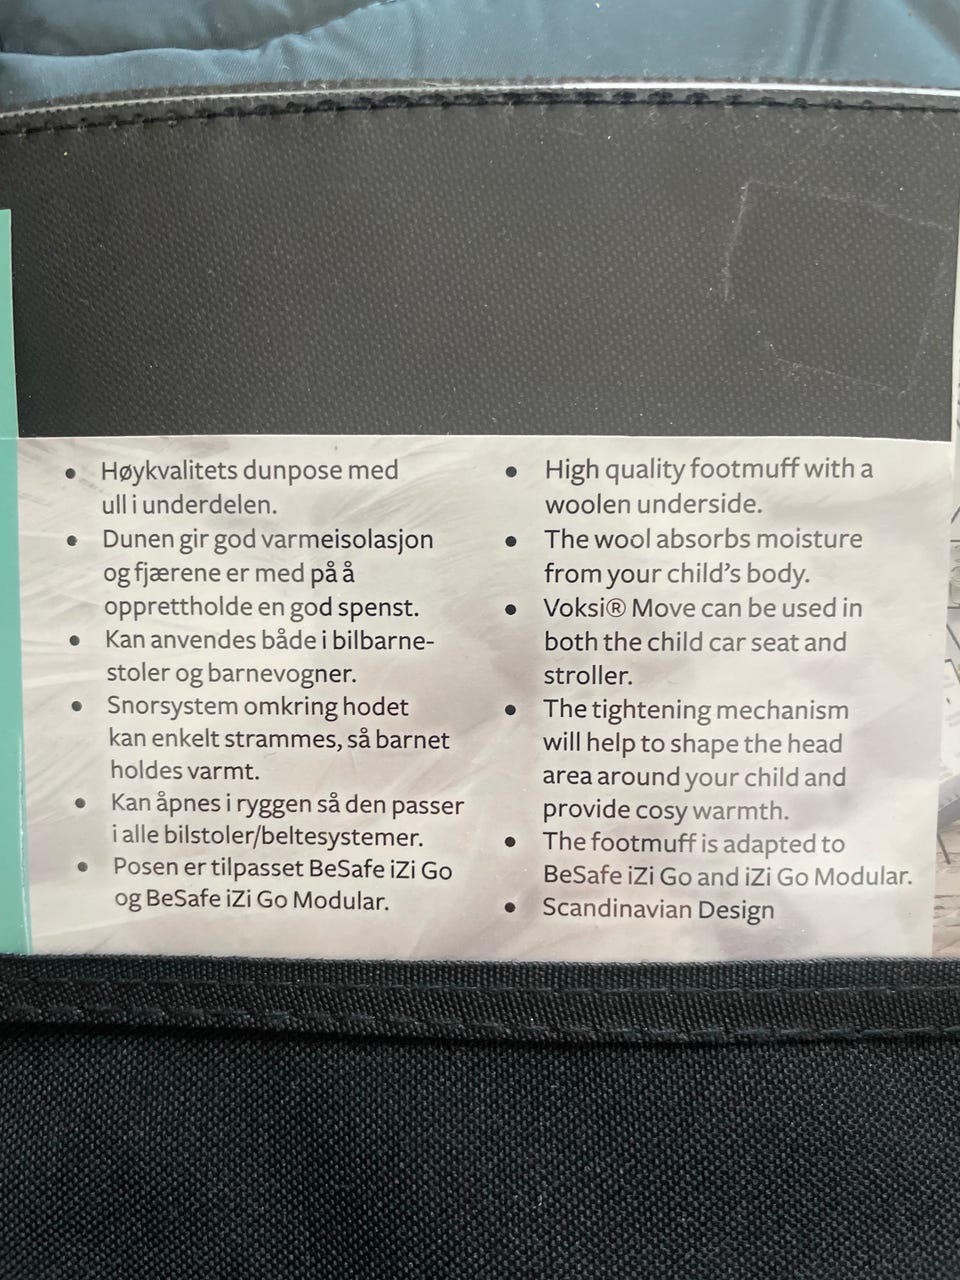 • Høykvalitets dunpose med
ull i underdelen.
• Dunen gir god varmeisolasjon
og fjærene er med på å
opprettholde en god spenst.
• Kan anvendes både i bilbarne-
stoler og barnevogner.
• Snorsystem omkring hodet
kan enkelt strammes, så barnet
holdes varmt.
• Kan åpnes i ryggen så den passer
i alle bilstoler/beltesystemer.
• Posen er tilpasset BeSafe iZi Go
og BeSafe iZi Go Modular.
• High quality footmuff with a
woolen underside.
• The wool absorbs moisture
from your child’s body.
• Voksi® Move can be used in
both the child car seat and
stroller.
• The tightening mechanism
will help to shape the head
area around your child and
provide cosy warmth.
• The footmuff is adapted to
BeSafe iZi Go and iZi Go Modular.
• Scandinavian Design